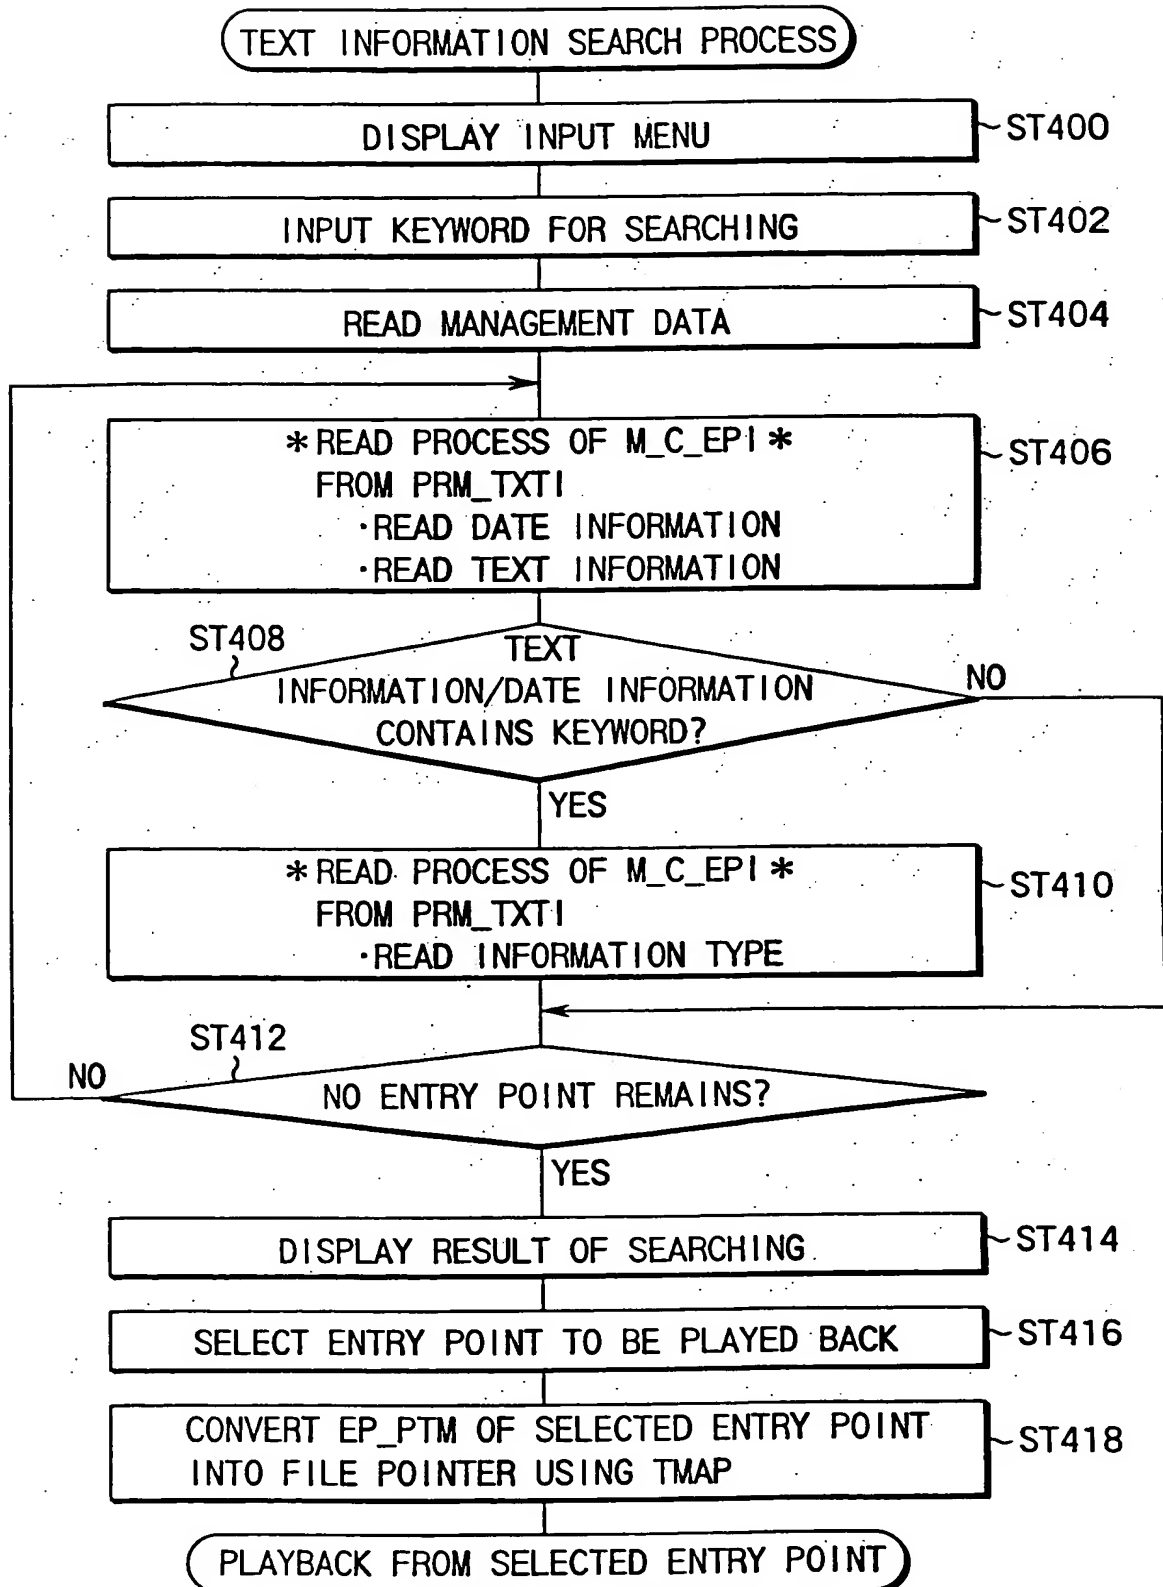 TEXT INFORMATION SEARCH PROCESS
DISPLAY INPUT MENU
ST400
INPUT KEYWORD FOR SEARCHING
ST402
READ MANAGEMENT DATA
ST404
*READ PROCESS OF M_C_EPI*
FROM PRM_TXTI
·READ DATE INFORMATION
·READ TEXT INFORMATION
ST406
ST408
TEXT
INFORMATION/DATE INFORMATION
CONTAINS KEYWORD?
NO
YES
*READ PROCESS OF M_C_EPI*
FROM PRM_TXTI
·READ INFORMATION TYPE
ST410
ST412
NO
NO ENTRY POINT REMAINS?
YES
DISPLAY RESULT OF SEARCHING
ST414
SELECT ENTRY POINT TO BE PLAYED BACK
ST416
CONVERT EP_PTM OF SELECTED ENTRY POINT
INTO FILE POINTER USING TMAP
ST418
PLAYBACK FROM SELECTED ENTRY POINT